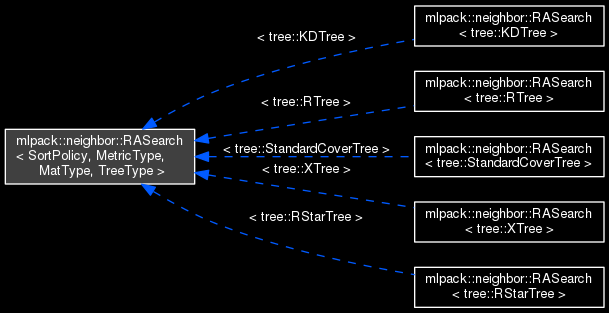 mlpack::neighbor::RASearch
< tree::KDTree >
< tree::KDTree >
mlpack::neighbor::RASearch
< tree::RTree >
< tree::RTree >
mlpack::neighbor::RASearch
< SortPolicy, MetricType,
MatType, TreeType >
< tree::StandardCoverTree >
mlpack::neighbor::RASearch
< tree::StandardCoverTree >
< tree::XTree >
mlpack::neighbor::RASearch
< tree::XTree >
< tree::RStarTree >
mlpack::neighbor::RASearch
< tree::RStarTree >